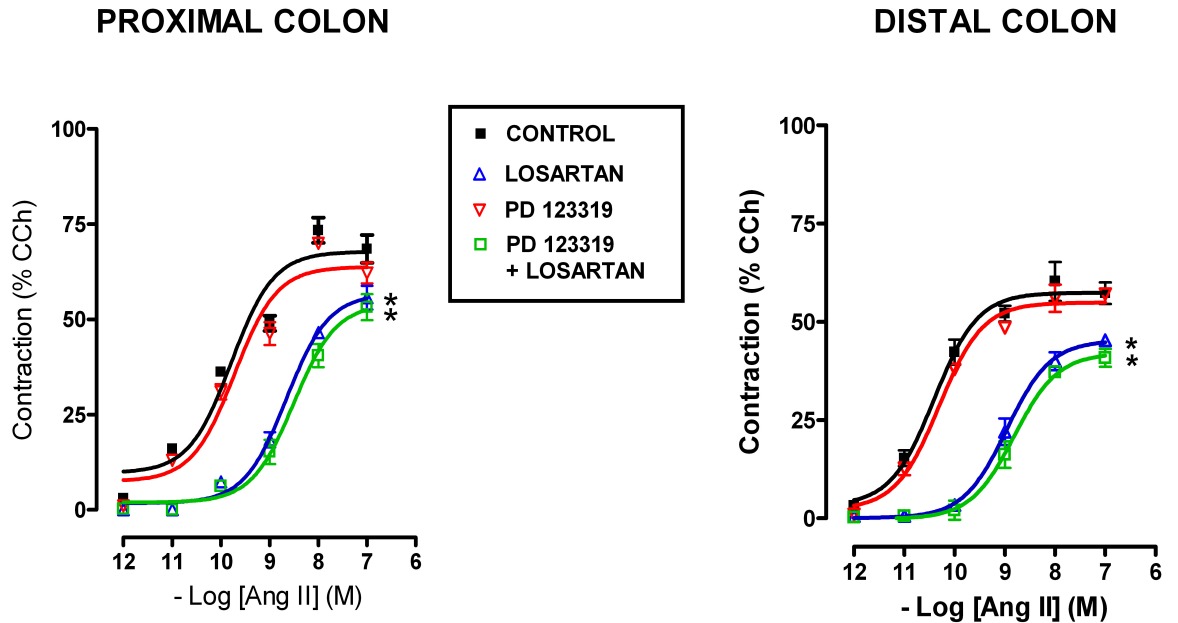 PROXIMAL COLON
DISTAL COLON
CONTROL
LOSARTAN
PD 123319
PD 123319
+ LOSARTAN
Contraction (% CCh)
100
75
50
25
0
*
*
12 11 10 9 8 7 6
- Log [Ang II] (M)
Contraction (% CCh)
100
75
50
25
0
*
*
12 11 10 9 8 7 6
- Log [Ang II] (M)